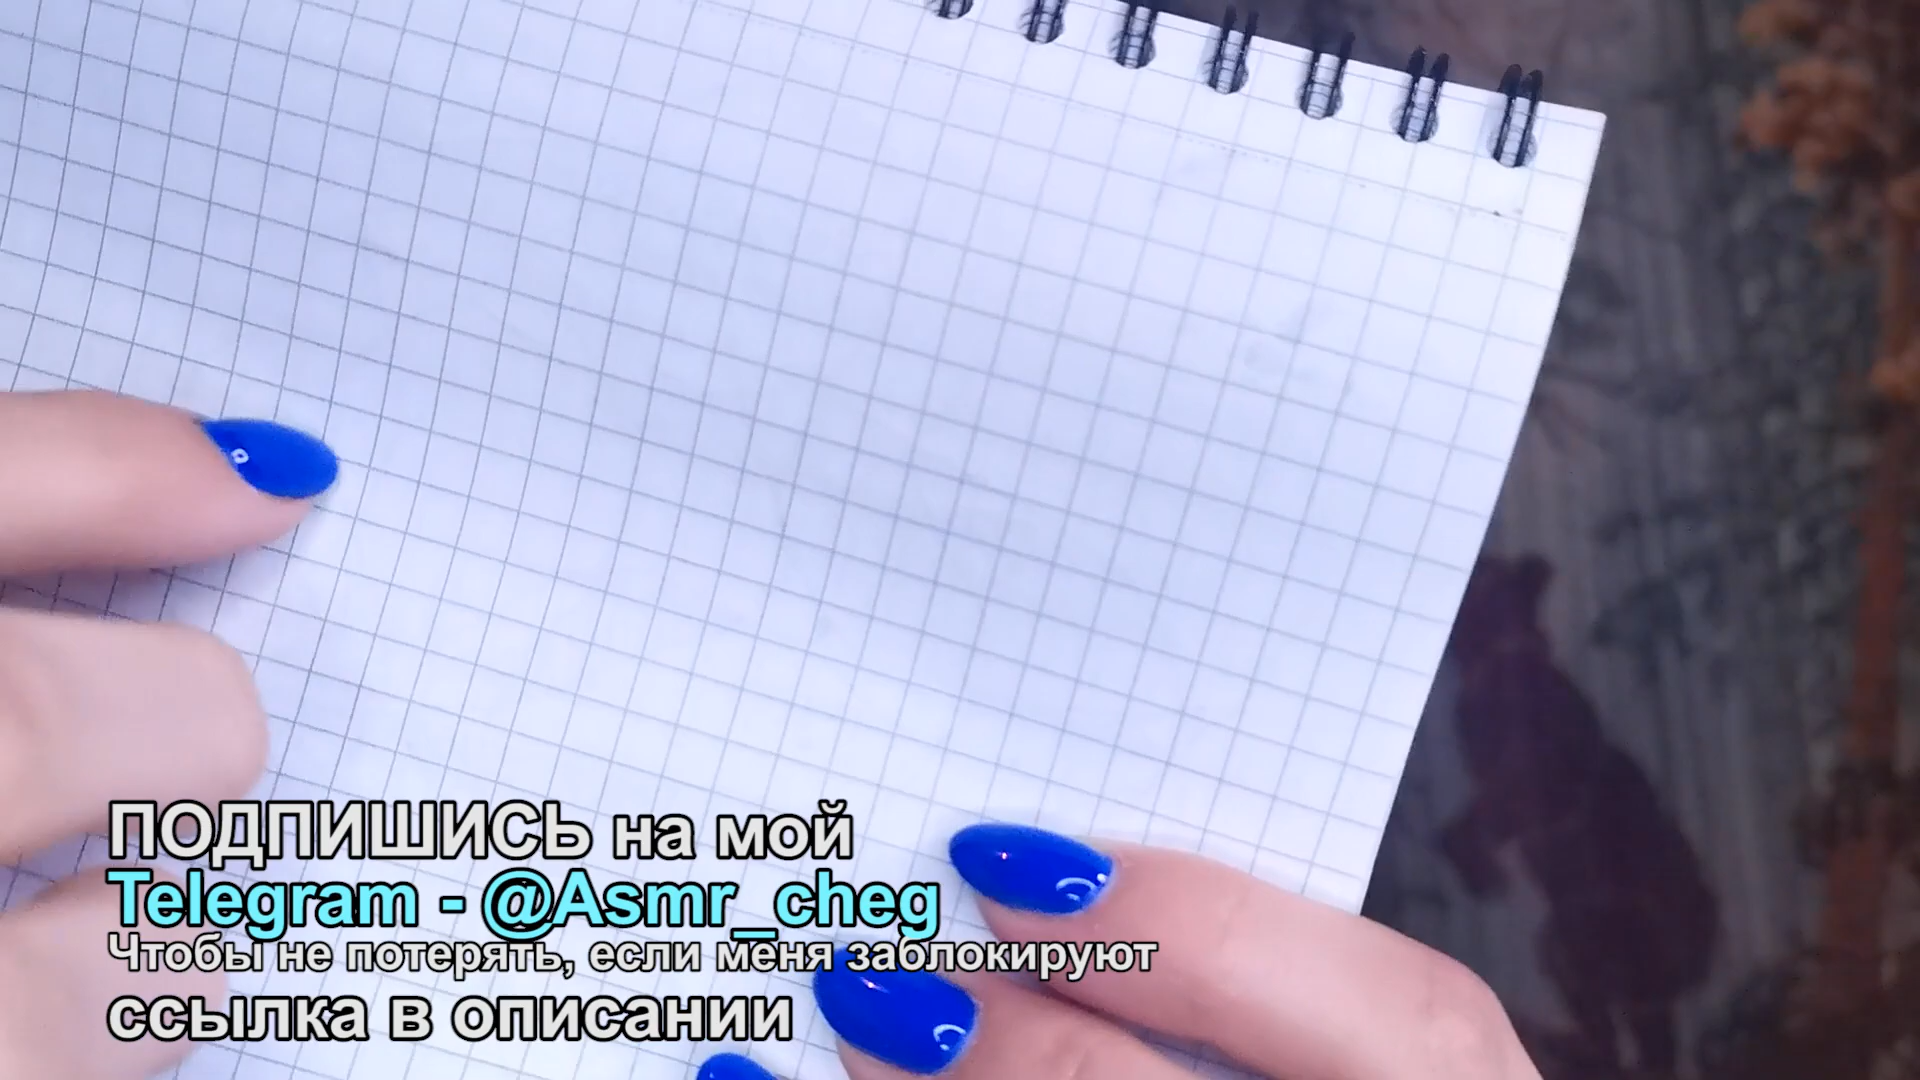 ПОДПИШИСЬ на мой
Telegram - @Asmr_cheg
Чтобы не потерять, если меня заблокируют
ссылка в описании